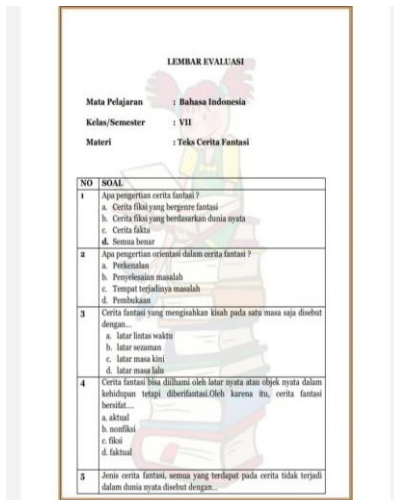 LEMBAR EVALUASI
Mata Pelajaran : Bahasa Indonesia
Kelas/Semester : VII
Materi : Teks Cerita Fantasi
NO SOAL
1 Apa pengertian cerita fantasi ?
a. Cerita fiksi yang bergenre fantasi
b. Cerita fiksi yang berdasarkan dunia nyata
c. Cerita fakta
d. Semua benar
2 Apa pengertian orientasi dalam cerita fantasi ?
a. Perkenalan
b. Penyelesaian masalah
c. Tempat terjadinya masalah
d. Pembukaan
3 Cerita fantasi yang mengisahkan kisah pada satu masa saja disebut
dengan...
a. latar lintas waktu
b. latar sezaman
c. latar masa kini
d. latar masa lalu
4 Cerita fantasi bisa diilhami oleh latar nyata atau objek nyata dalam
kehidupan tetapi diberifantasi.Oleh karena itu, cerita fantasi
bersifat....
a. aktual
b. nonfiksi
c. fiksi
d. faktual
5 Jenis cerita fantasi, semua yang terdapat pada cerita tidak terjadi
dalam dunia nyata disebut dengan...